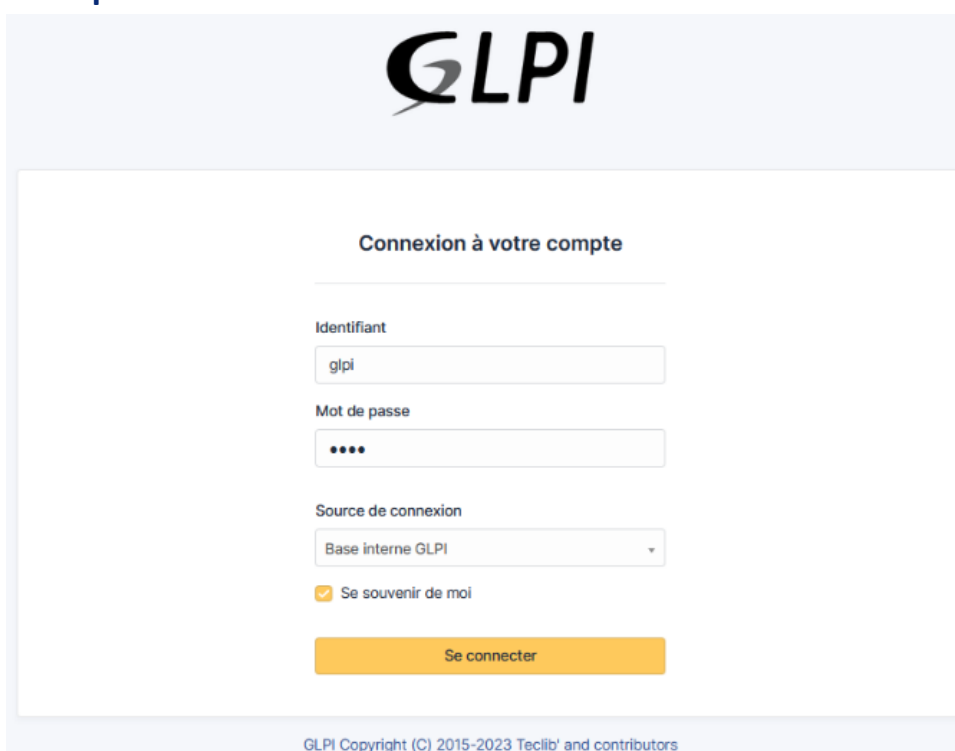 GLPI
Connexion à votre compte
Identifiant
glpi
Mot de passe
••••
Source de connexion
Base interne GLPI
Se souvenir de moi
Se connecter
GLPI Copyright (C) 2015-2023 Teclib' and contributors